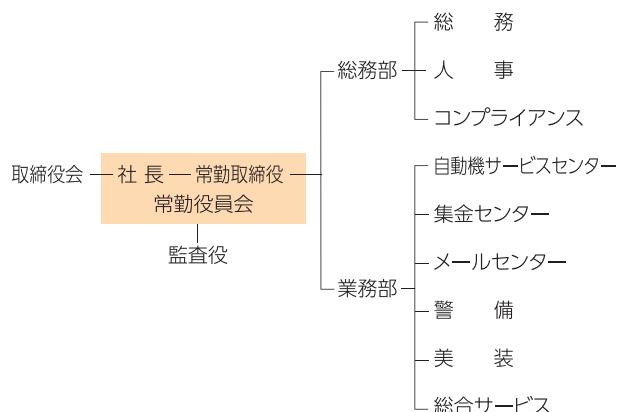 取締役会
社長
常勤取締役
常勤役員会
監査役
総務部
総務
人事
コンプライアンス
業務部
自動機サービスセンター
集金センター
メールセンター
警備
美装
総合サービス